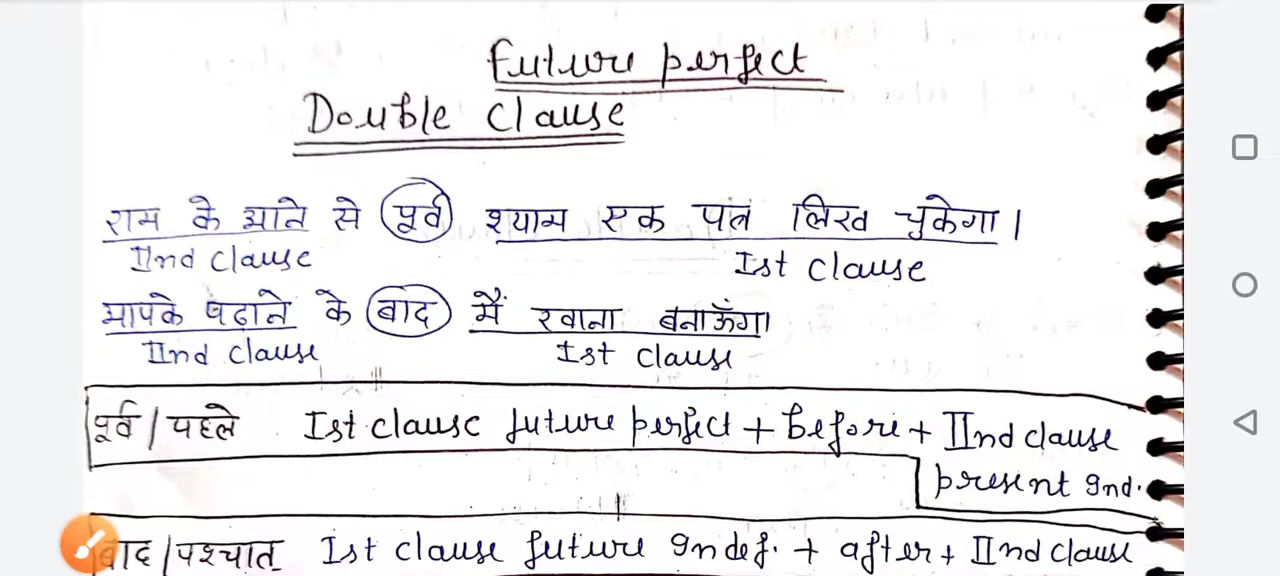 Future perfect
Double Clause
राम के आने से पूर्व श्याम एक पत्र लिख चुकेगा।
IInd Clause Ist Clause
आपके पढाने के बाद मैं खाना बनाऊँगा
IInd Clause Ist Clause
पूर्व / पहले Ist clause future perfect + before + IInd clause
present Ind.
बाद / पश्चात Ist clause future Indef. + after + IInd clause